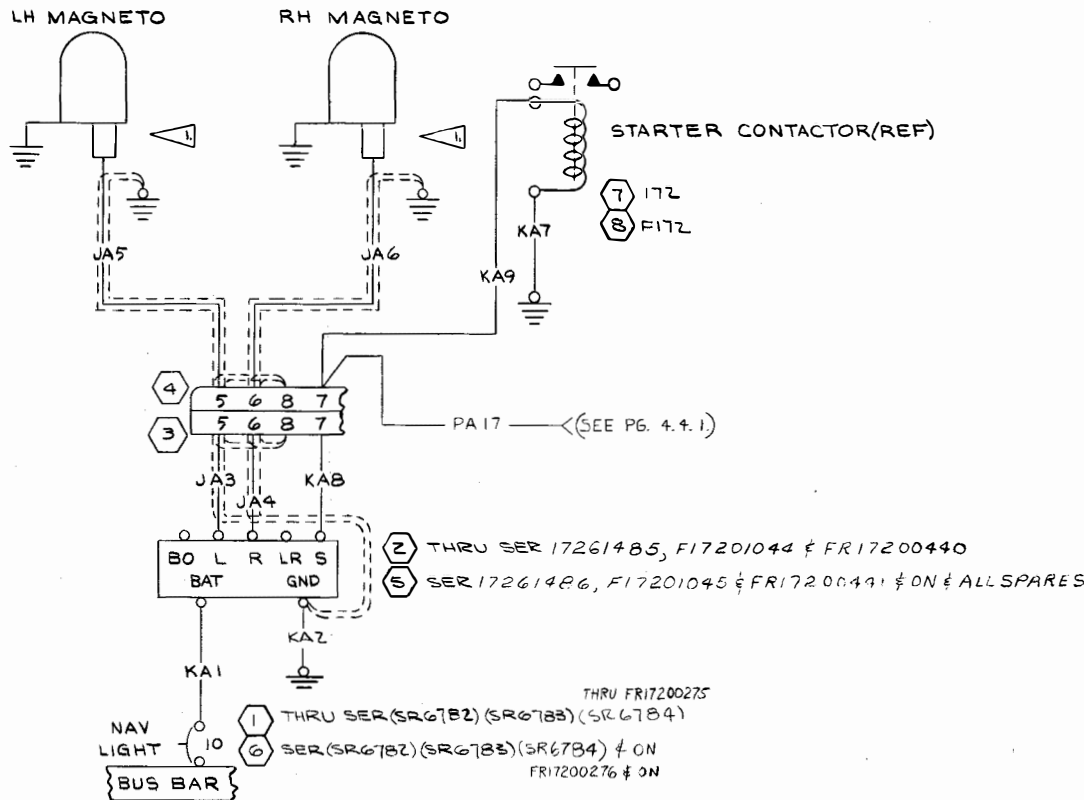 LH MAGNETO
RH MAGNETO
1.
1.
STARTER CONTACTOR(REF)
7 172
8 F172
JA5
JA6
KA9
KA7
4
5 6 8 7
3
5 6 8 7
PA17
(SEE PG. 4.4.1.)
JA3
JA4
KA8
BO L R LR S
BAT GND
2 THRU SER 17261485, F17201044 & FR17200440
5 SER 17261486, F17201045 & FR17200441 & ON & ALL SPARES
KA1
KA2
THRU FR17200275
1 THRU SER(SR6782)(SR6783)(SR6784)
6 SER(SR6782)(SR6783)(SR6784) & ON
FR17200276 & ON
NAV
LIGHT
10
BUS BAR